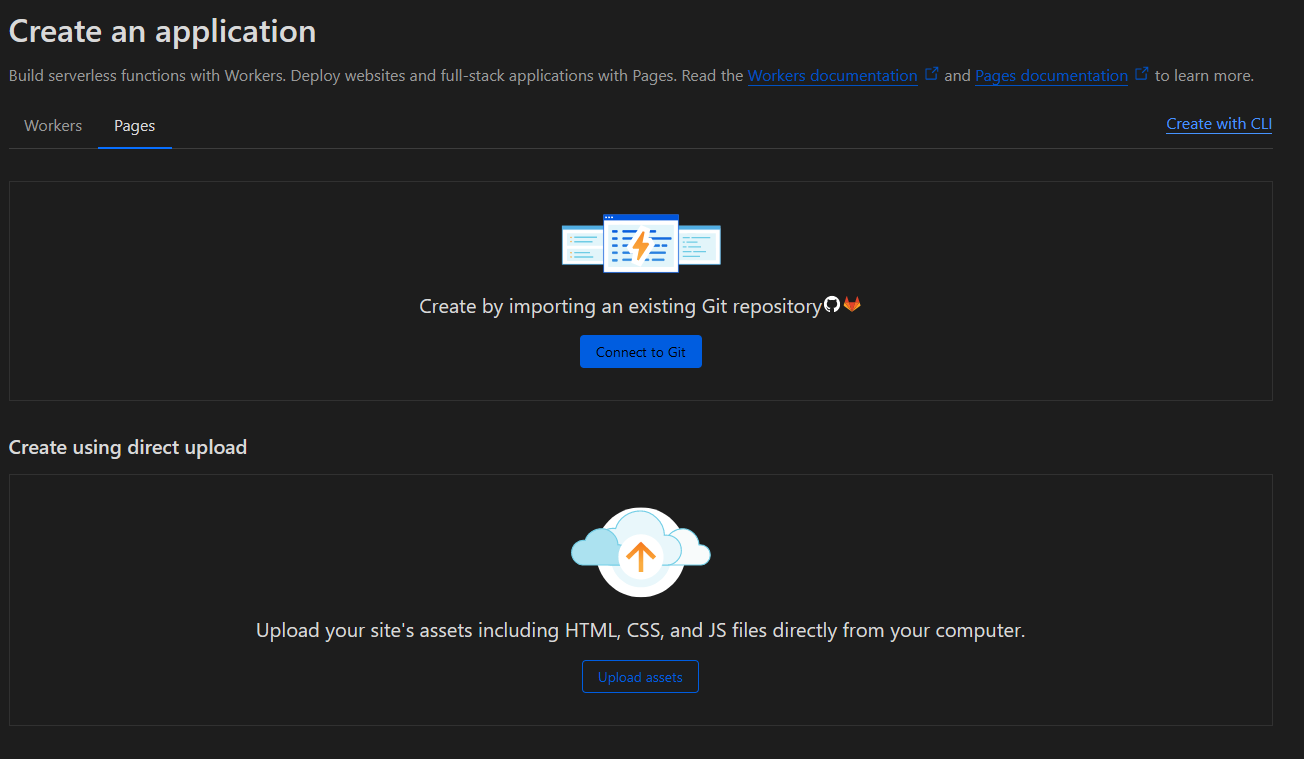 Create an application
Build serverless functions with Workers. Deploy websites and full-stack applications with Pages. Read the Workers documentation and Pages documentation to learn more.
Workers Pages Create with CLI
Create by importing an existing Git repository
Connect to Git
Create using direct upload
Upload your site's assets including HTML, CSS, and JS files directly from your computer.
Upload assets